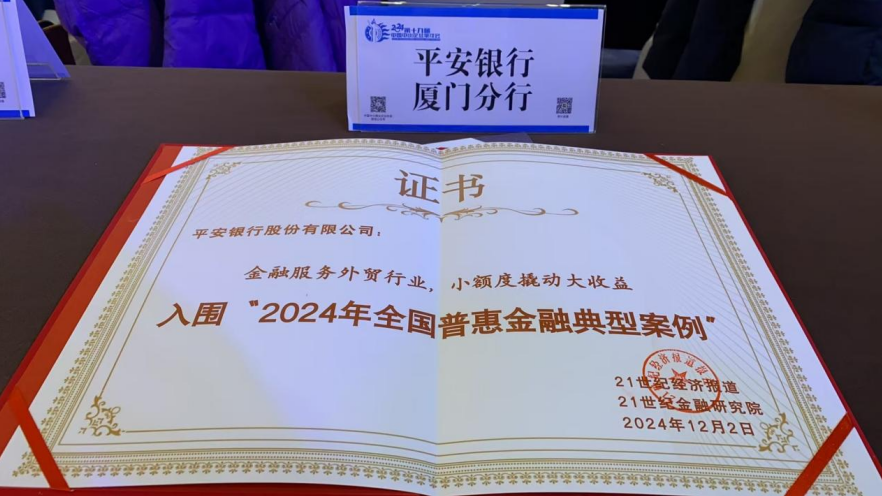 平安银行
厦门分行
证书
平安银行股份有限公司：
金融服务外贸行业，小额度撬动大收益
入围“2024年全国普惠金融典型案例”
21世纪经济报道
21世纪金融研究院
2024年12月2日